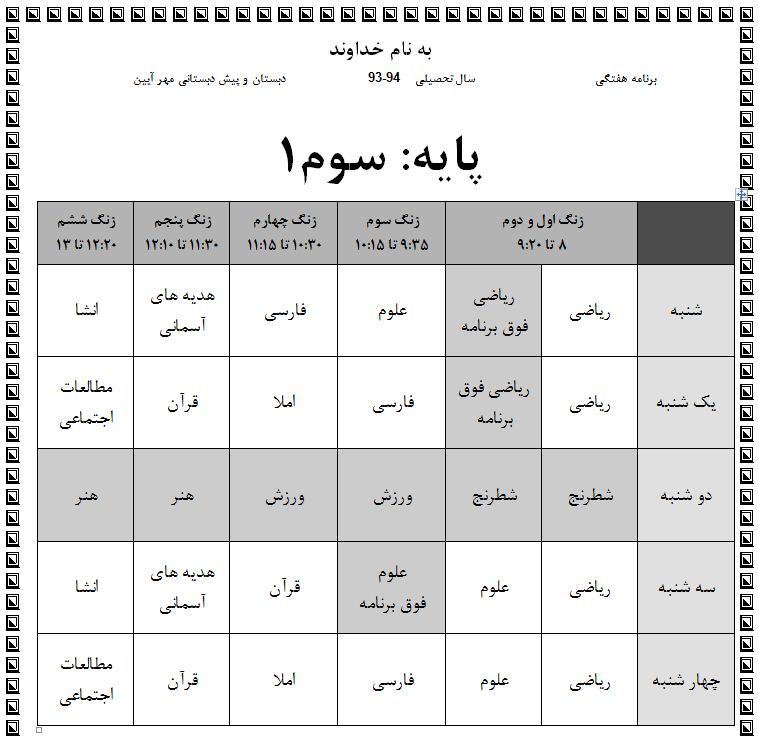 به نام خداوند
برنامه هفتگی سال تحصیلی 93-94 دبستان و پیش دبستانی مهر آیین
پایه: سوم۱
زنگ اول و دوم
۸ تا ۹:۲۰
زنگ سوم
۹:۳۵ تا ۱۰:۱۵
زنگ چهارم
۱۰:۳۰ تا ۱۱:۱۵
زنگ پنجم
۱۱:۳۰ تا ۱۲:۱۰
زنگ ششم
۱۲:۲۰ تا ۱۳
شنبه
ریاضی
ریاضی
فوق برنامه
علوم
فارسی
هدیه های
آسمانی
انشا
یک شنبه
ریاضی
ریاضی فوق
برنامه
فارسی
املا
قرآن
مطالعات
اجتماعی
دو شنبه
شطرنج
شطرنج
ورزش
ورزش
هنر
هنر
سه شنبه
ریاضی
علوم
علوم
فوق برنامه
قرآن
هدیه های
آسمانی
انشا
چهار شنبه
ریاضی
علوم
فارسی
املا
قرآن
مطالعات
اجتماعی